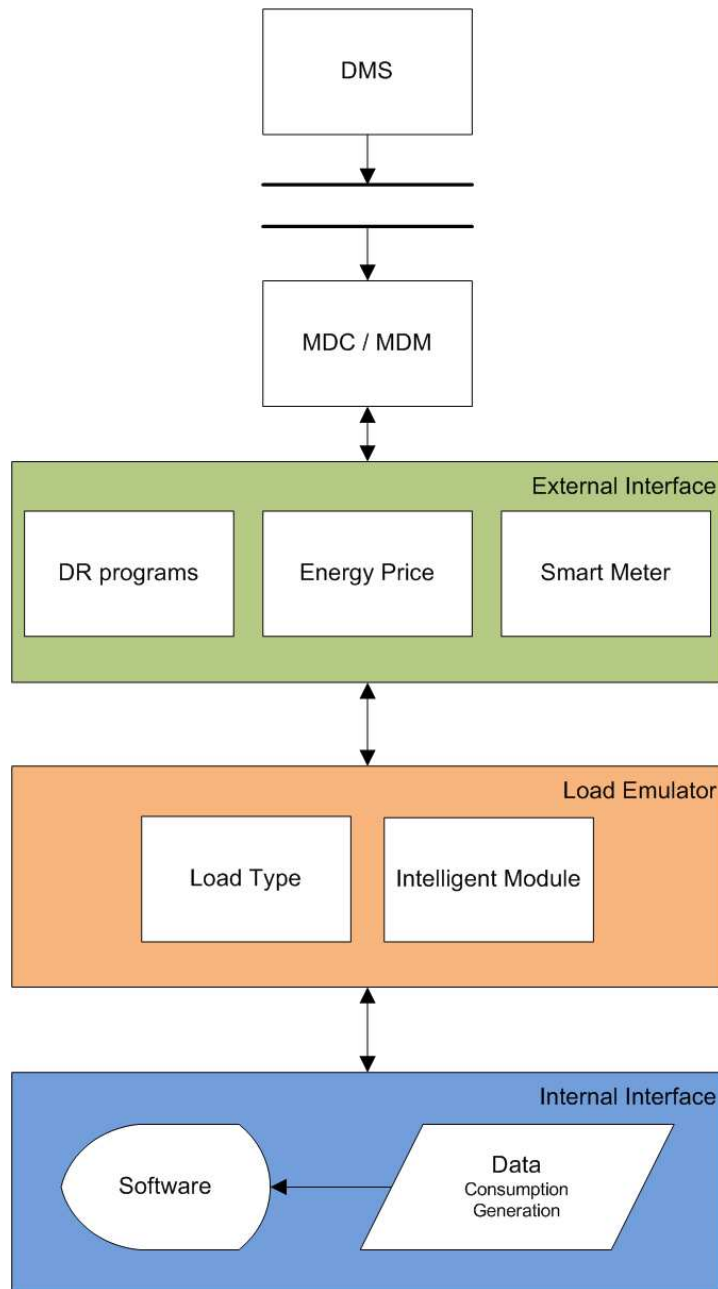 DMS
MDC / MDM
External Interface
DR programs
Energy Price
Smart Meter
Load Emulator
Load Type
Intelligent Module
Internal Interface
Software
Data
Consumption
Generation